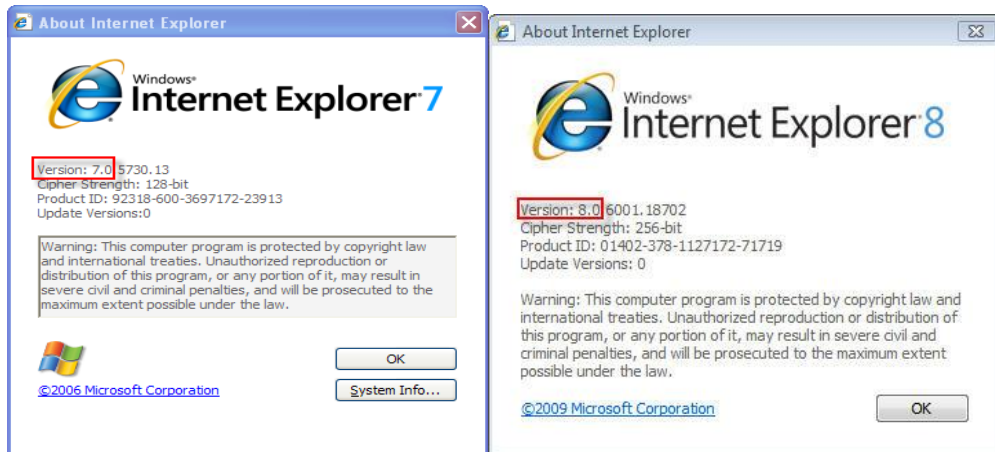 About Internet Explorer
Windows®
Internet Explorer 7
Version: 7.0.5730.13
Cipher Strength: 128-bit
Product ID: 92318-600-3697172-23913
Update Versions:0
Warning: This computer program is protected by copyright law
and international treaties. Unauthorized reproduction or
distribution of this program, or any portion of it, may result in
severe civil and criminal penalties, and will be prosecuted to the
maximum extent possible under the law.
OK
©2006 Microsoft Corporation
System Info...
About Internet Explorer
Windows®
Internet Explorer 8
Version: 8.0.6001.18702
Cipher Strength: 256-bit
Product ID: 01402-378-1127172-71719
Update Versions: 0
Warning: This computer program is protected by copyright law and
international treaties. Unauthorized reproduction or distribution of
this program, or any portion of it, may result in severe civil and
criminal penalties, and will be prosecuted to the maximum extent
possible under the law.
©2009 Microsoft Corporation
OK